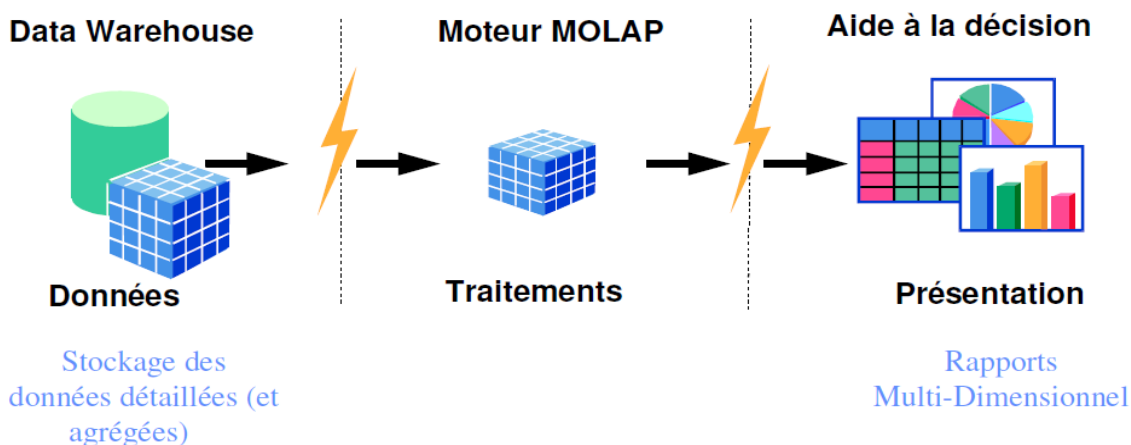 Data Warehouse
Moteur MOLAP
Aide à la décision
Données
Traitements
Présentation
Stockage des
données détaillées (et
agrégées)
Rapports
Multi-Dimensionnel